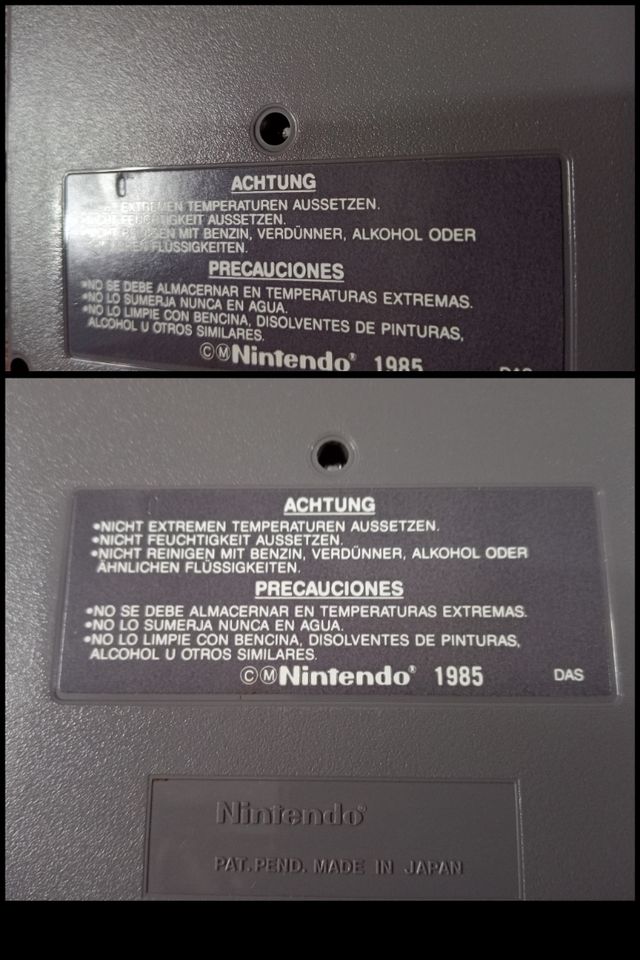 ACHTUNG
EXTREMEN TEMPERATUREN AUSSETZEN.
FEUCHTIGKEIT AUSSETZEN.
MIT BENZIN, VERDÜNNER, ALKOHOL ODER
FLÜSSIGKEITEN.
PRECAUCIONES
•NO SE DEBE ALMACERNAR EN TEMPERATURAS EXTREMAS.
•NO LO SUMERJA NUNCA EN AGUA.
•NO LO LIMPIE CON BENCINA, DISOLVENTES DE PINTURAS,
ALCOHOL U OTROS SIMILARES.
©Ⓜ Nintendo® 1985
ACHTUNG
•NICHT EXTREMEN TEMPERATUREN AUSSETZEN.
•NICHT FEUCHTIGKEIT AUSSETZEN.
•NICHT REINIGEN MIT BENZIN, VERDÜNNER, ALKOHOL ODER
ÄHNLICHEN FLÜSSIGKEITEN.
PRECAUCIONES
•NO SE DEBE ALMACERNAR EN TEMPERATURAS EXTREMAS.
•NO LO SUMERJA NUNCA EN AGUA.
•NO LO LIMPIE CON BENCINA, DISOLVENTES DE PINTURAS,
ALCOHOL U OTROS SIMILARES.
©Ⓜ Nintendo® 1985 DAS
Nintendo®
PAT. PEND. MADE IN JAPAN